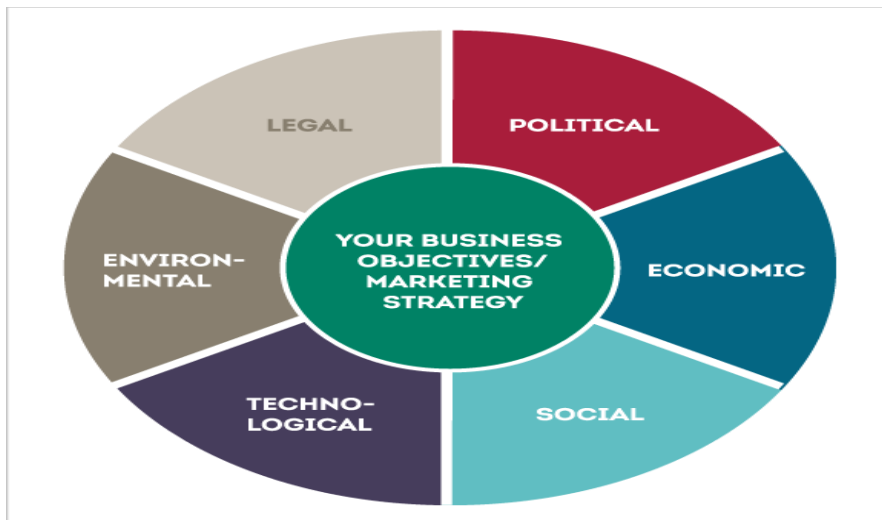 LEGAL
POLITICAL
YOUR BUSINESS
OBJECTIVES/
MARKETING
STRATEGY
ENVIRON-
MENTAL
ECONOMIC
TECHNO-
LOGICAL
SOCIAL